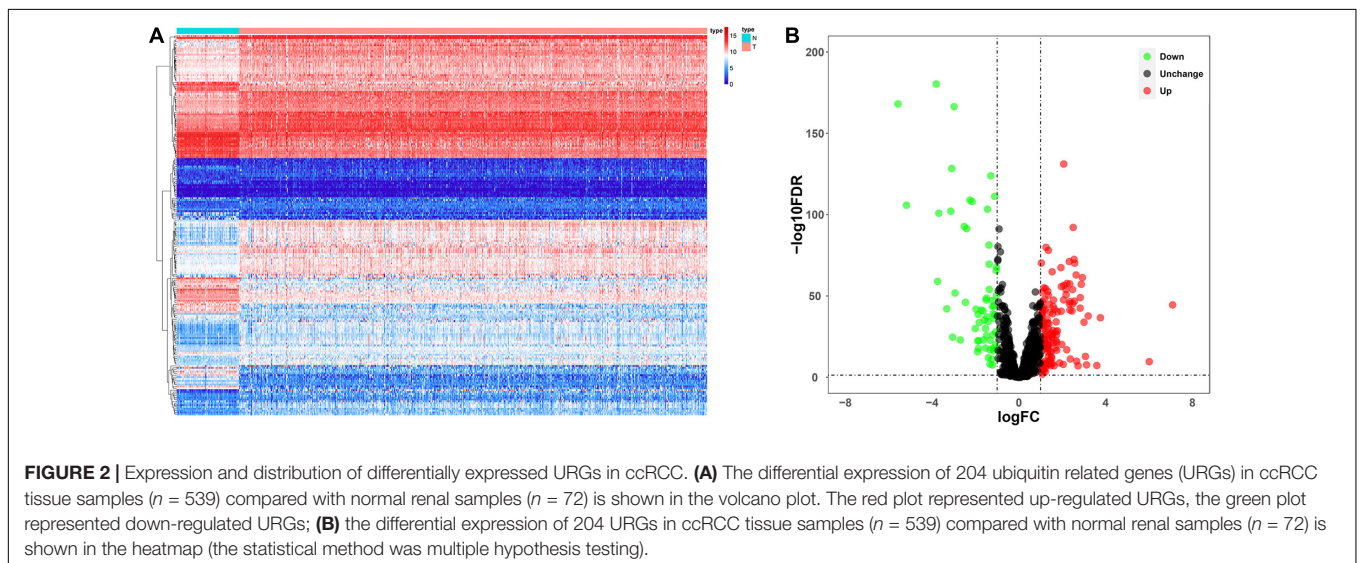 A
type
15
10
5
0
type
N
T
B
200
150
100
50
0
−log10FDR
Down
Unchange
Up
−8
−4
0
4
8
logFC
FIGURE 2 | Expression and distribution of differentially expressed URGs in ccRCC. (A) The differential expression of 204 ubiquitin related genes (URGs) in ccRCC
tissue samples (n = 539) compared with normal renal samples (n = 72) is shown in the volcano plot. The red plot represented up-regulated URGs, the green plot
represented down-regulated URGs; (B) the differential expression of 204 URGs in ccRCC tissue samples (n = 539) compared with normal renal samples (n = 72) is
shown in the heatmap (the statistical method was multiple hypothesis testing).